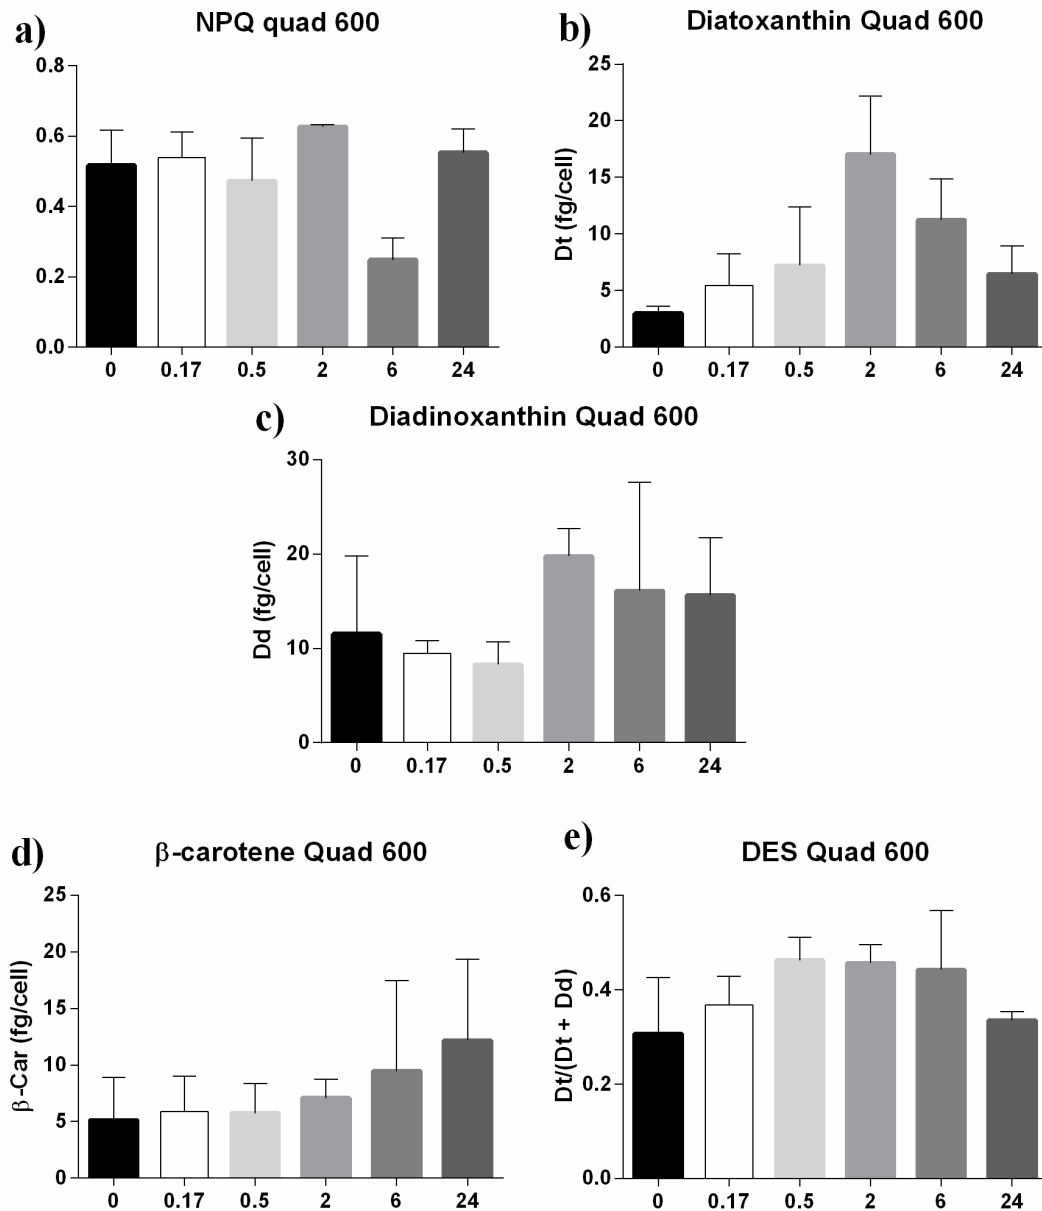 a)
NPQ quad 600
0.8
0.6
0.4
0.2
0.0
0 0.17 0.5 2 6 24
b)
Diatoxanthin Quad 600
Dt (fg/cell)
25
20
15
10
5
0
0 0.17 0.5 2 6 24
c)
Diadinoxanthin Quad 600
Dd (fg/cell)
30
20
10
0
0 0.17 0.5 2 6 24
d)
β-carotene Quad 600
β-Car (fg/cell)
25
20
15
10
5
0
0 0.17 0.5 2 6 24
e)
DES Quad 600
Dt/(Dt + Dd)
0.6
0.4
0.2
0.0
0 0.17 0.5 2 6 24